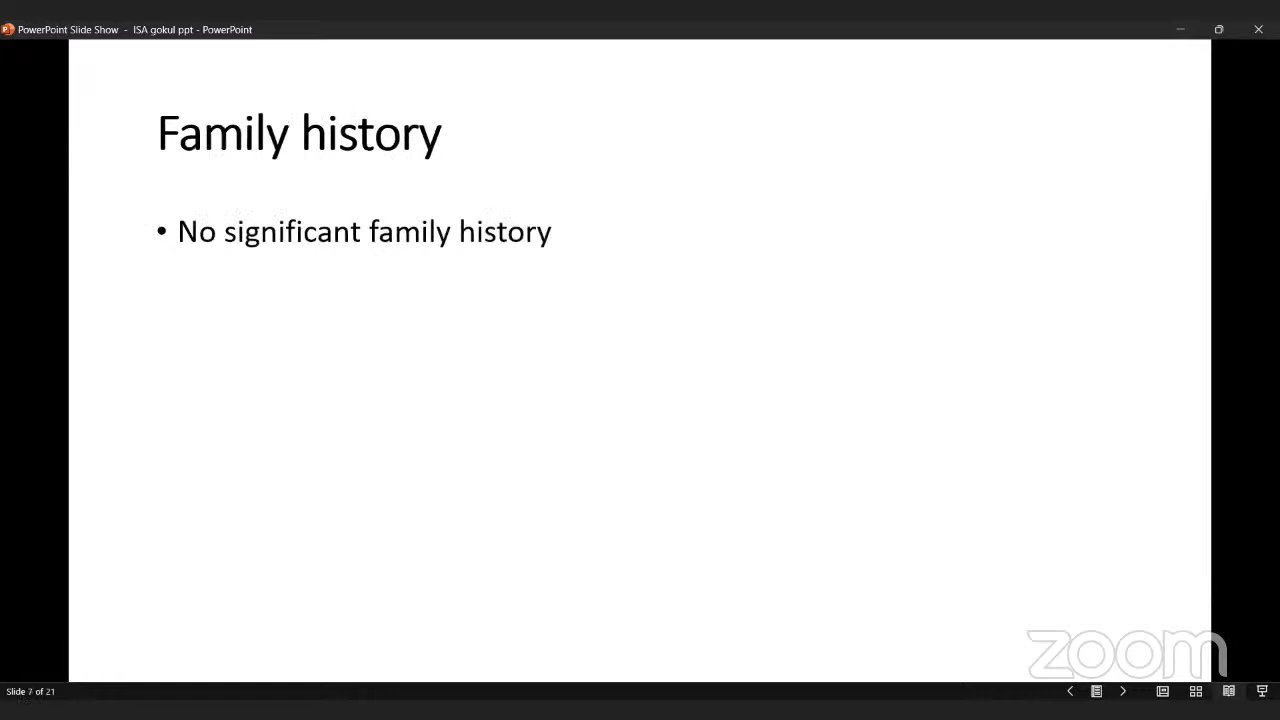 PowerPoint Slide Show - ISA gokul ppt - PowerPoint
Family history
• No significant family history
zoom
Slide 7 of 21